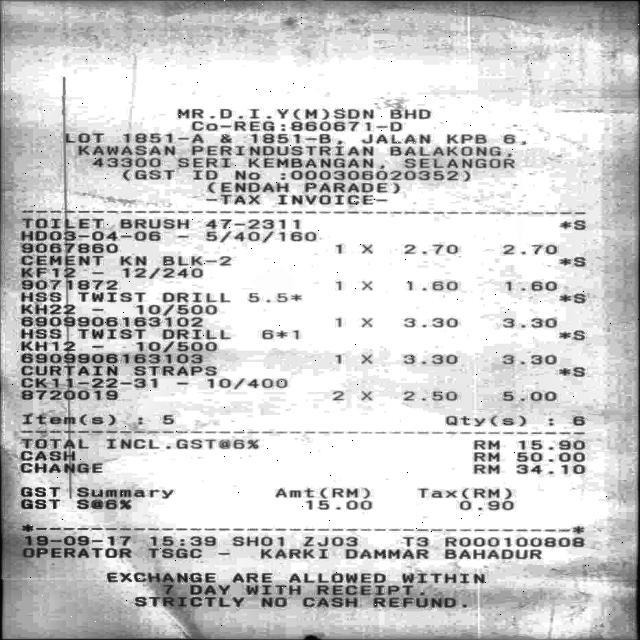 MR.D.I.Y(M)SDN BHD
Co-REG:860671-D
LOT 1851-A & 1851-B, JALAN KPB 6,
KAWASAN PERINDUSTRIAN BALAKONG,
43300 SERI KEMBANGAN, SELANGOR
(GST ID No :000306020352)
(ENDAH PARADE)
-TAX INVOICE-
TOILET BRUSH 47-2311 *S
HD03-04-06 - 5/40/160
9067860 1 X 2.70 2.70
CEMENT KN BLK-2 *S
KF12 - 12/240
9071872 1 X 1.60 1.60
HSS TWIST DRILL 5.5* *S
KH22 - 10/500
6909906163102 1 X 3.30 3.30
HSS TWIST DRILL 6*1 *S
KH12 - 10/500
6909906163103 1 X 3.30 3.30
CURTAIN STRAPS *S
CK11-22-31 - 10/400
8720019 2 X 2.50 5.00
Item(s) : 5 Qty(s) : 6
TOTAL INCL.GST@6% RM 15.90
CASH RM 50.00
CHANGE RM 34.10
GST Summary Amt(RM) Tax(RM)
GST S@6% 15.00 0.90
*--------------------------------------*
19-09-17 15:39 SH01 ZJ03 T3 R000100808
OPERATOR TSGC - KARKI DAMMAR BAHADUR
EXCHANGE ARE ALLOWED WITHIN
7 DAY WITH RECEIPT.
STRICTLY NO CASH REFUND.